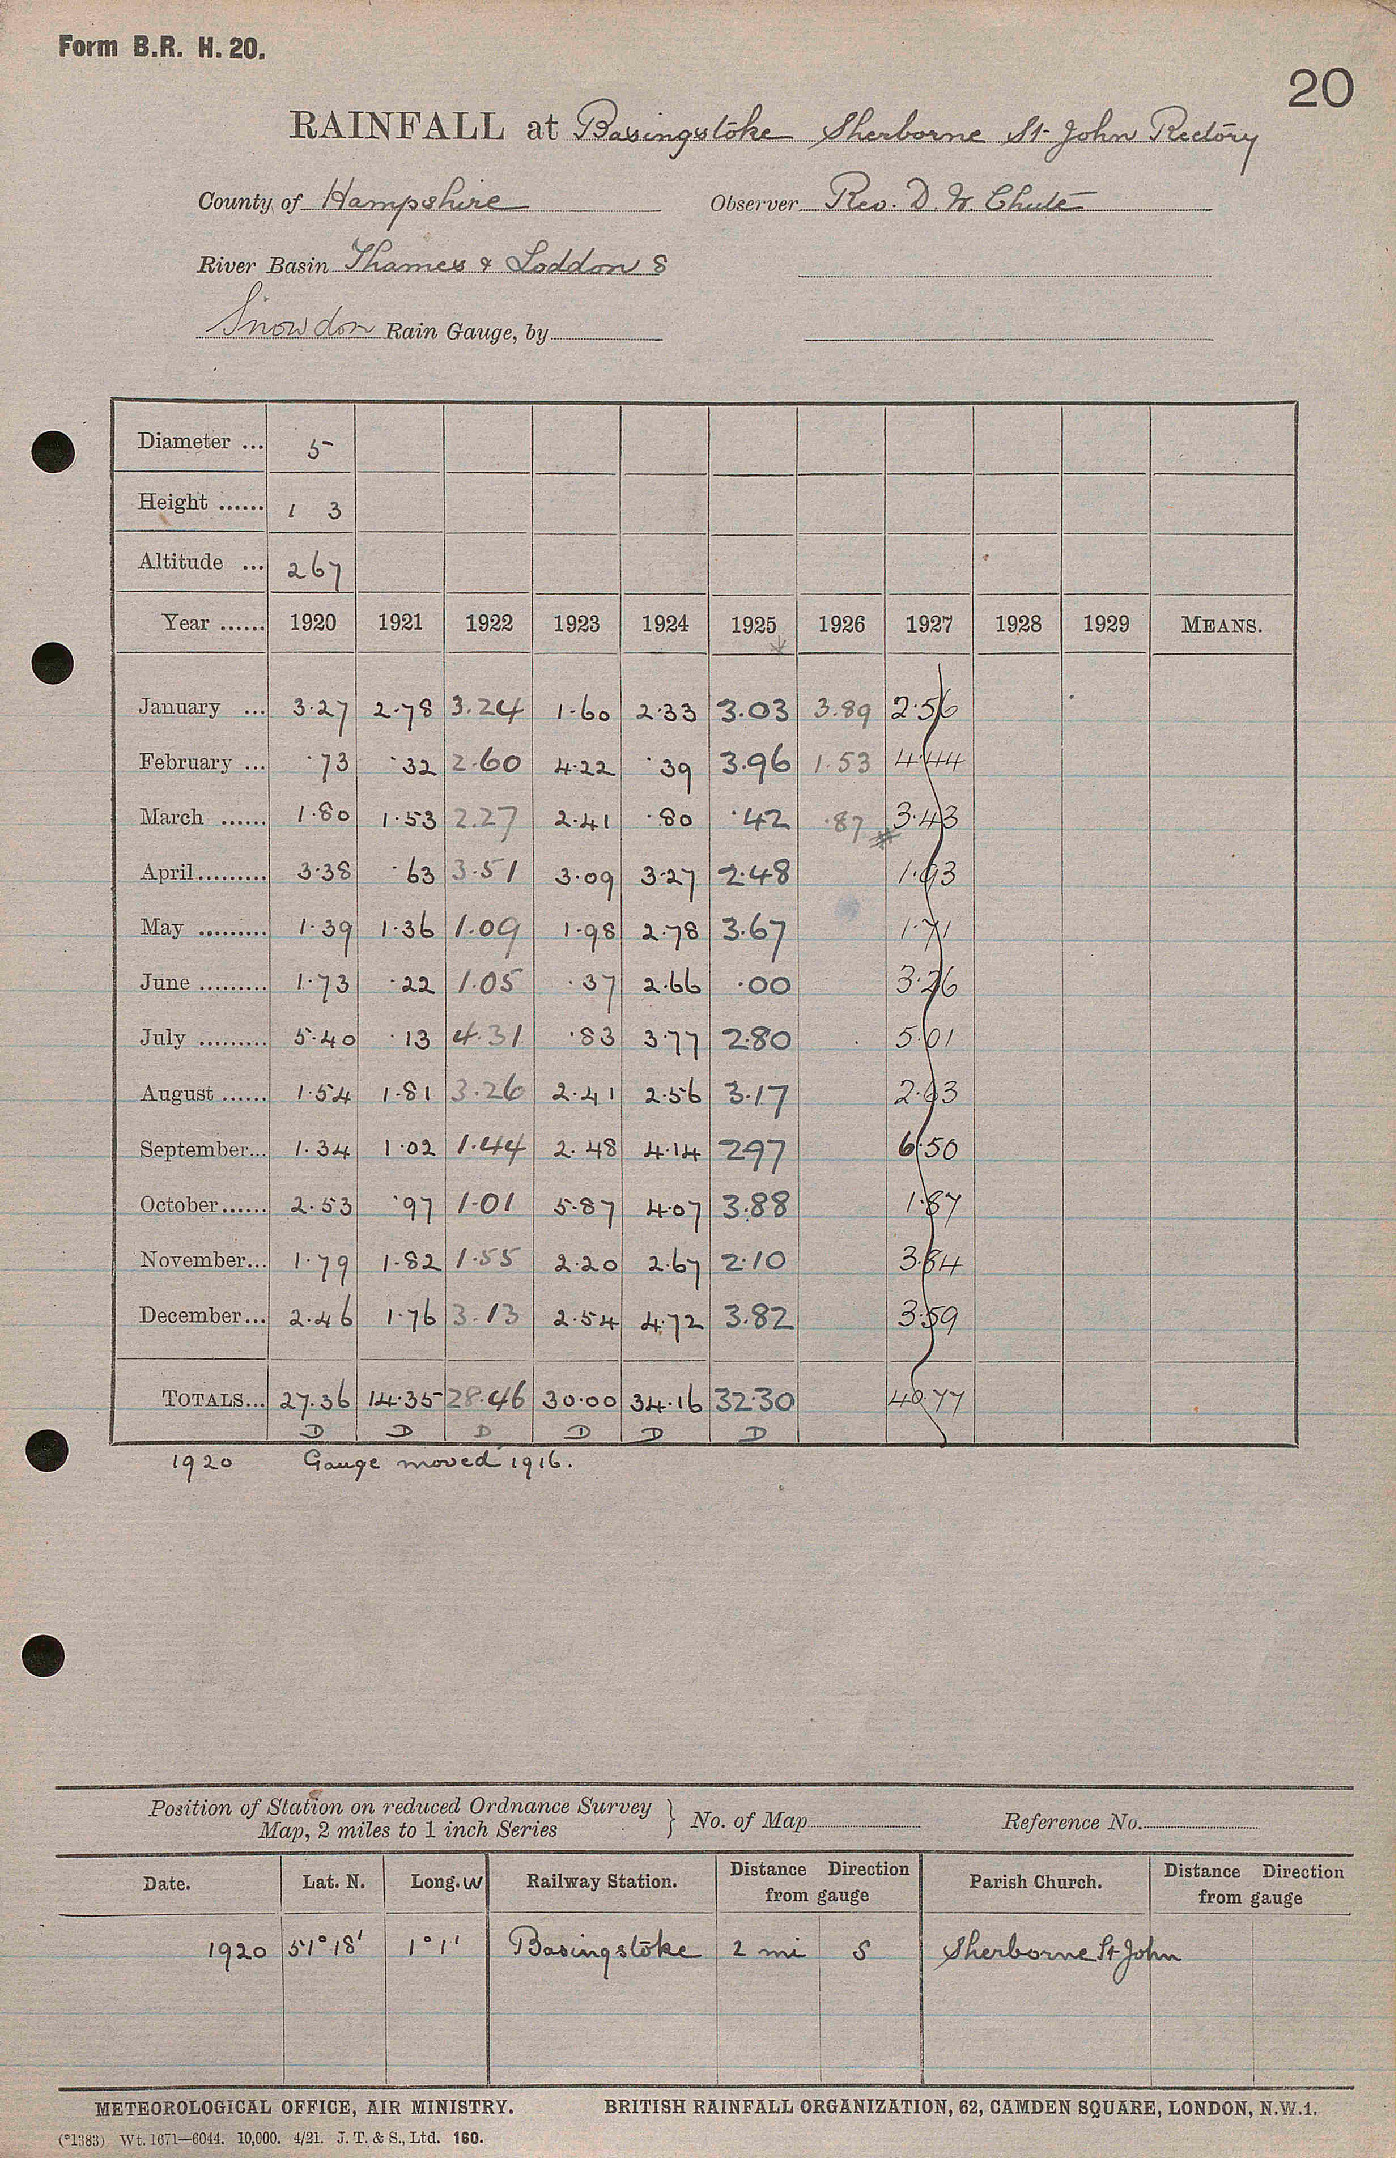 Form B.R. H. 20.
20
RAINFALL at Basingstoke Sherborne St. John Rectory
County of Hampshire Observer Rev. D. W. Chute
River Basin Thames & Loddon 8
Snowdon Rain Gauge, by
Diameter ... 5
Height ...... 1 3
Altitude ... 267
Year ...... 1920 1921 1922 1923 1924 1925 1926 1927 1928 1929 MEANS.
January ... 3.27 2.78 3.24 1.60 2.33 3.03 3.89 2.56
February ... .73 .32 2.60 4.22 .39 3.96 1.53 4.44
March ...... 1.80 1.53 2.27 2.41 .80 .42 .87 3.43
April......... 3.38 .63 3.51 3.09 3.27 2.48 1.93
May ......... 1.39 1.36 1.09 1.98 2.78 3.67 1.71
June ......... 1.73 .22 1.05 .37 2.66 .00 3.26
July ......... 5.40 .13 4.31 .83 3.77 2.80 5.01
August ...... 1.54 1.81 3.26 2.41 2.56 3.17 2.63
September... 1.34 1.02 1.44 2.48 4.14 2.97 6.50
October...... 2.53 .97 1.01 5.87 4.07 3.88 1.87
November... 1.79 1.82 1.55 2.20 2.67 2.10 3.84
December... 2.46 1.76 3.13 2.54 4.72 3.82 3.59
TOTALS... 27.36 14.35 28.46 30.00 34.16 32.30 40.77
D D D D D D
1920 Gauge moved 1916.
Position of Station on reduced Ordnance Survey
Map, 2 miles to 1 inch Series } No. of Map Reference No.
Date. Lat. N. Long. W Railway Station. Distance Direction from gauge Parish Church. Distance Direction from gauge
1920 51° 18' 1° 1' Basingstoke 2 mi S Sherborne St John
METEOROLOGICAL OFFICE, AIR MINISTRY. BRITISH RAINFALL ORGANIZATION, 62, CAMDEN SQUARE, LONDON, N.W.1.
(*1383) Wt. 1671—6044. 10,000. 4/21. J. T. & S., Ltd. 160.